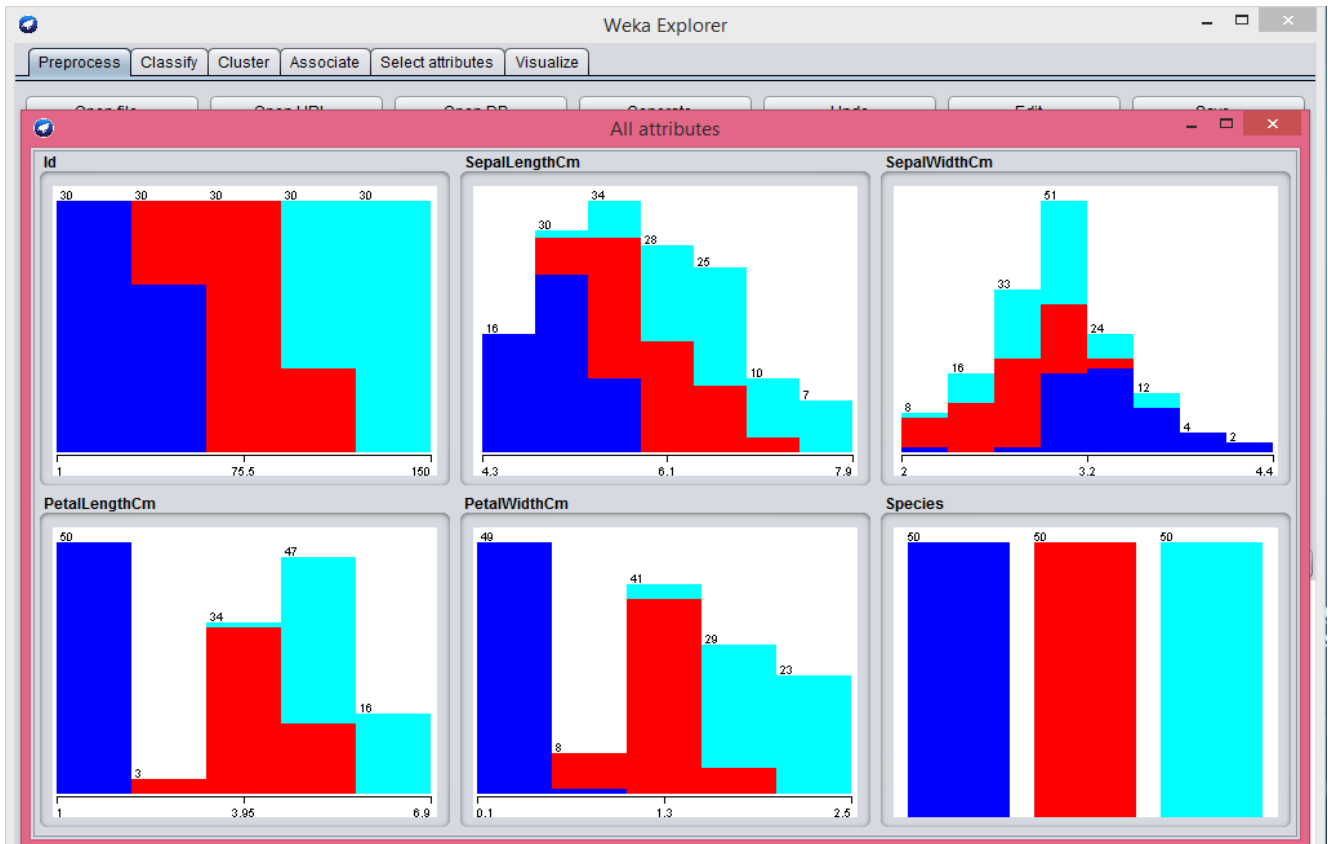 Weka Explorer
Preprocess Classify Cluster Associate Select attributes Visualize
All attributes
Id SepalLengthCm SepalWidthCm
30 30 30 30 30
16 30 34 28 25 10 7
8 16 33 51 24 12 4 2
1 75.5 150
4.3 6.1 7.9
2 3.2 4.4
PetalLengthCm PetalWidthCm Species
50 3 34 47 16
49 8 41 29 23
50 50 50
1 3.95 6.9
0.1 1.3 2.5